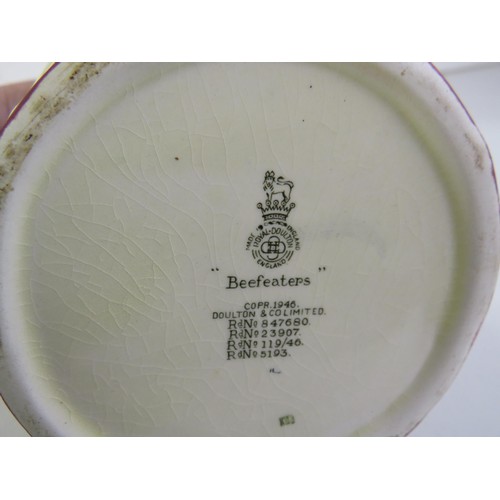 MADE IN ENGLAND
ROYAL·DOULTON
ENGLAND
"Beefeaters"
COPR.1946.
DOULTON & CO LIMITED.
RdNo 847680.
RdNo 23907.
RdNo 119/46.
RdNo 5193.